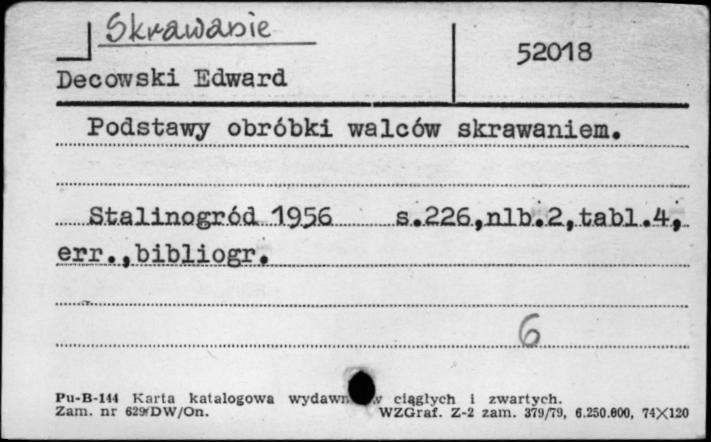 Skrawanie
52018
Decowski Edward
Podstawy obróbki walców skrawaniem.
Stalinogród 1956 s.226,nlb.2,tabl.4,
err.,bibliogr.
6
Pu-B-144 Karta katalogowa ciągłych i zwartych.
Zam. nr 629/DW/On. WZGraf. Z-2 zam. 379/79, 6.250.000, 74X120